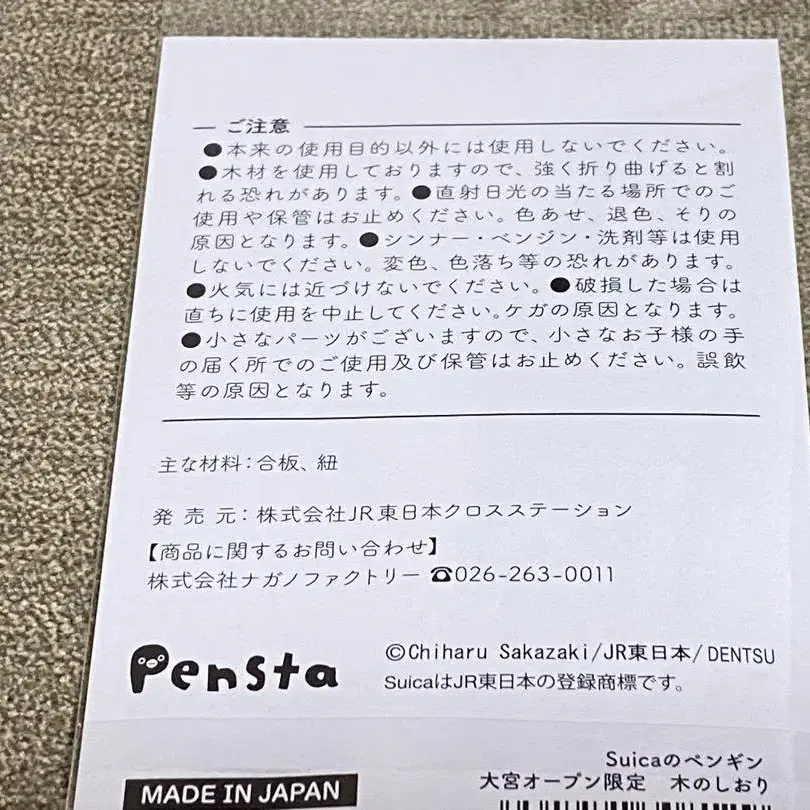 ご注意
●本来の使用目的以外には使用しないでください。
●木材を使用しておりますので、強く折り曲げると割
れる恐れがあります。●直射日光の当たる場所でのご
使用や保管はお止めください。色あせ、退色、そりの
原因となります。●シンナー・ベンジン・洗剤等は使用
しないでください。変色、色落ち等の恐れがあります。
●火気には近づけないでください。●破損した場合は
直ちに使用を中止してください。ケガの原因となります。
●小さなパーツがございますので、小さなお子様の手
の届く所でのご使用及び保管はお止めください。誤飲
等の原因となります。
主な材料：合板、紐
発売元：株式会社JR東日本クロスステーション
【商品に関するお問い合わせ】
株式会社ナガノファクトリー ☎026-263-0011
Pensta
©Chiharu Sakazaki/JR東日本/DENTSU
SuicaはJR東日本の登録商標です。
Suicaのペンギン
大宮オープン限定 木のしおり
MADE IN JAPAN